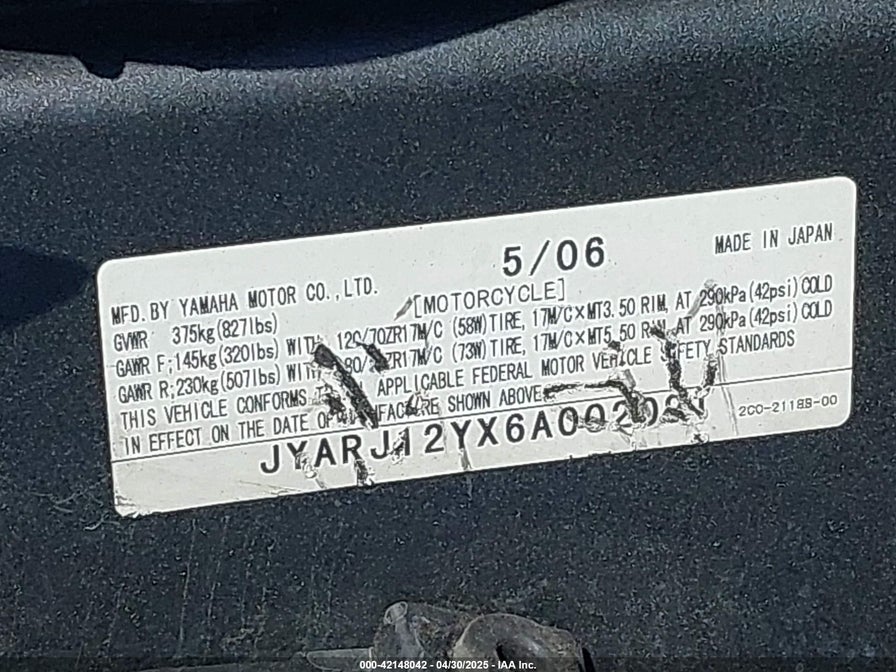 5/06
MADE IN JAPAN
MFD. BY YAMAHA MOTOR CO., LTD.
[MOTORCYCLE]
GVWR 375kg(827lbs)
GAWR F;145kg(320lbs) WITH 120/70ZR17M/C (58W) TIRE, 17M/C×MT3.50 RIM, AT 290kPa(42psi) COLD
GAWR R;230kg(507lbs) WITH (73W) TIRE, 17M/C×MT5.50 RIM, AT 290kPa(42psi) COLD
THIS VEHICLE CONFORMS APPLICABLE FEDERAL MOTOR VEHICLE SAFETY STANDARDS
IN EFFECT ON THE DATE OF SHOWN ABOVE
2C0-2118B-00
000-42148042 - 04/30/2025 - IAA Inc.